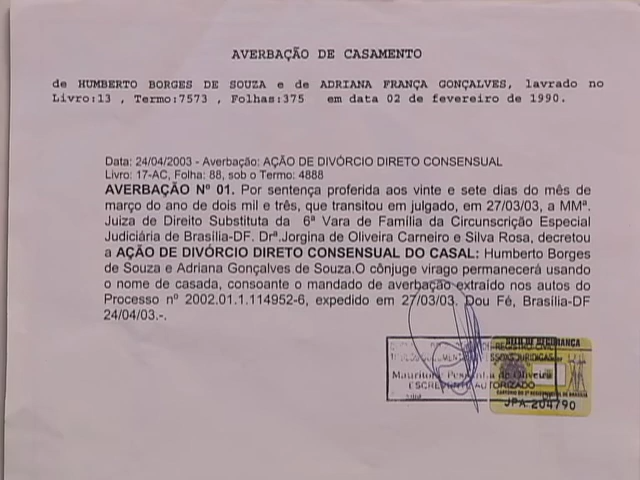 AVERBAÇÃO DE CASAMENTO
de HUMBERTO BORGES DE SOUZA e de ADRIANA FRANÇA GONÇALVES, lavrado no
Livro:13 , Termo:7573 , Folhas:375 em data 02 de fevereiro de 1990.
Data: 24/04/2003 - Averbação: AÇÃO DE DIVÓRCIO DIRETO CONSENSUAL
Livro: 17-AC, Folha: 88, sob o Termo: 4888
AVERBAÇÃO Nº 01. Por sentença proferida aos vinte e sete dias do mês de
março do ano de dois mil e três, que transitou em julgado, em 27/03/03, a MMª.
Juiza de Direito Substituta da 6ª Vara de Família da Circunscrição Especial
Judiciária de Brasília-DF. Drª.Jorgina de Oliveira Carneiro e Silva Rosa, decretou
a AÇÃO DE DIVÓRCIO DIRETO CONSENSUAL DO CASAL: Humberto Borges
de Souza e Adriana Gonçalves de Souza.O cônjuge virago permanecerá usando
o nome de casada, consoante o mandado de averbação extraído nos autos do
Processo nº 2002.01.1.114952-6, expedido em 27/03/03. Dou Fé, Brasília-DF
24/04/03.-.
SEGURANÇA
PESSOAS JURIDICAS
de Oliveira
ESCREVENTE AUTORIZADO
JPA 204790